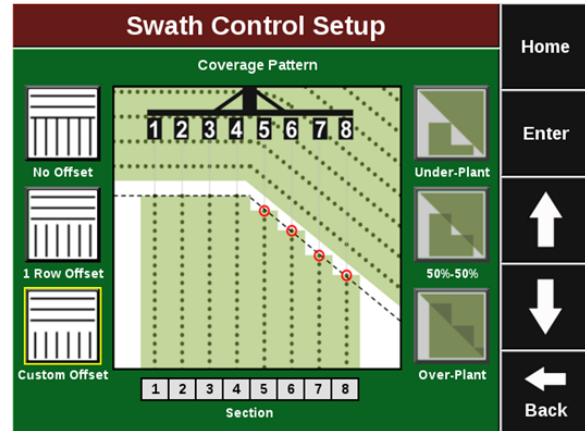 Swath Control Setup
Home
Coverage Pattern
1 2 3 4 5 6 7 8
Enter
No Offset
Under-Plant
1 Row Offset
50%-50%
Custom Offset
Over-Plant
1 2 3 4 5 6 7 8
Section
Back